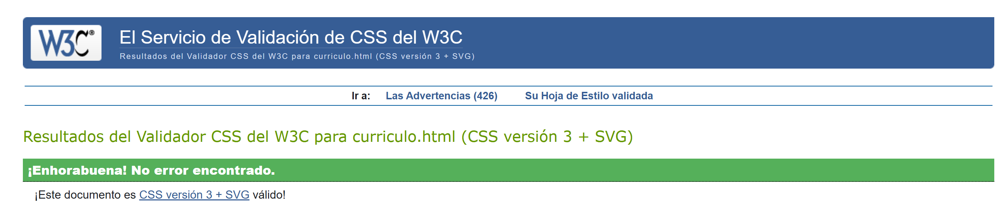 W3C®
El Servicio de Validación de CSS del W3C
Resultados del Validador CSS del W3C para curriculo.html (CSS versión 3 + SVG)
Ir a: Las Advertencias (426) Su Hoja de Estilo validada
Resultados del Validador CSS del W3C para curriculo.html (CSS versión 3 + SVG)
¡Enhorabuena! No error encontrado.
¡Este documento es CSS versión 3 + SVG válido!